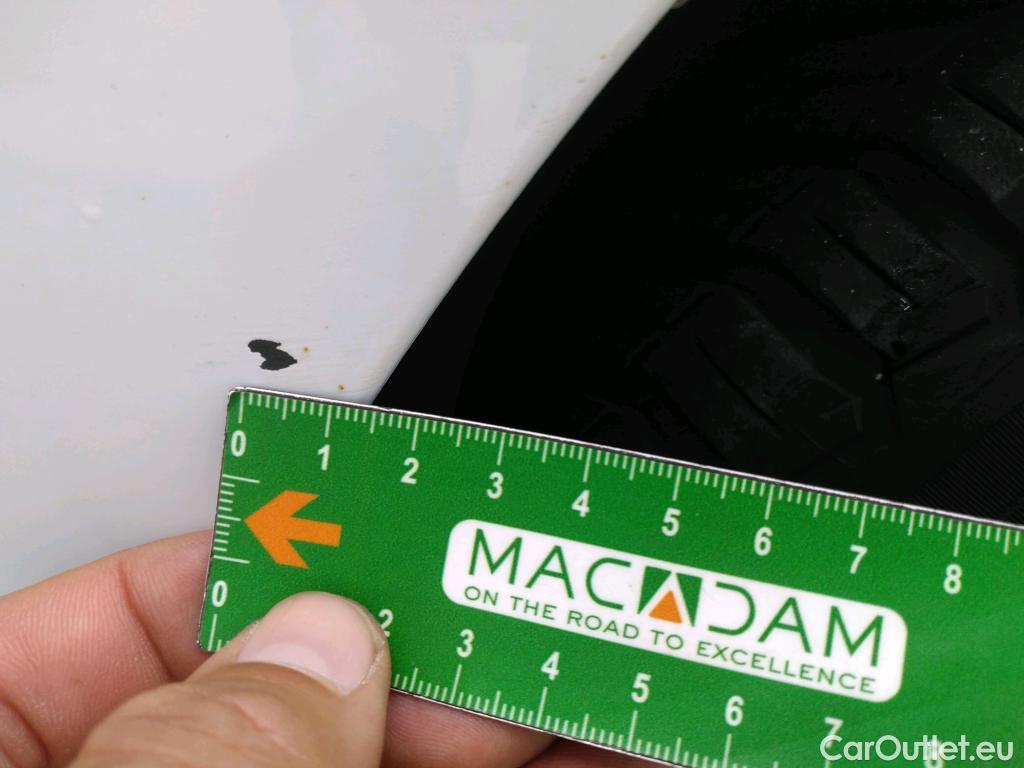 0 1 2 3 4 5 6 7 8
MACADAM
ON THE ROAD TO EXCELLENCE
0 2 3 4 5 6 7 8
CarOutlet.eu